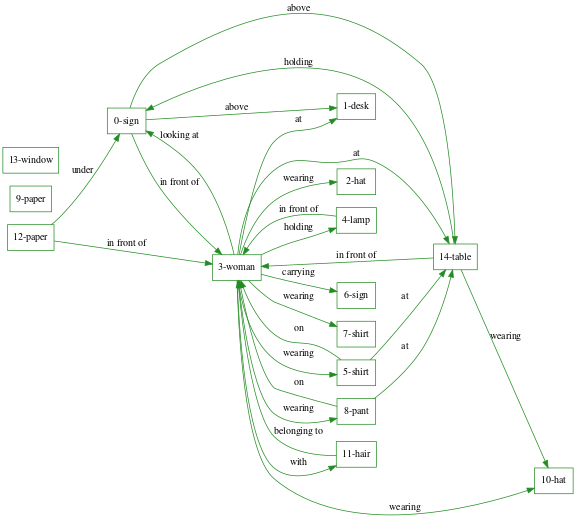 above
holding
0-sign
above
1-desk
at
looking at
13-window
at
under
in front of
wearing
2-hat
9-paper
in front of
4-lamp
holding
12-paper
in front of
in front of
14-table
3-woman
carrying
6-sign
wearing
at
7-shirt
on
wearing
wearing
5-shirt
at
on
wearing
8-pant
belonging to
11-hair
with
10-hat
wearing